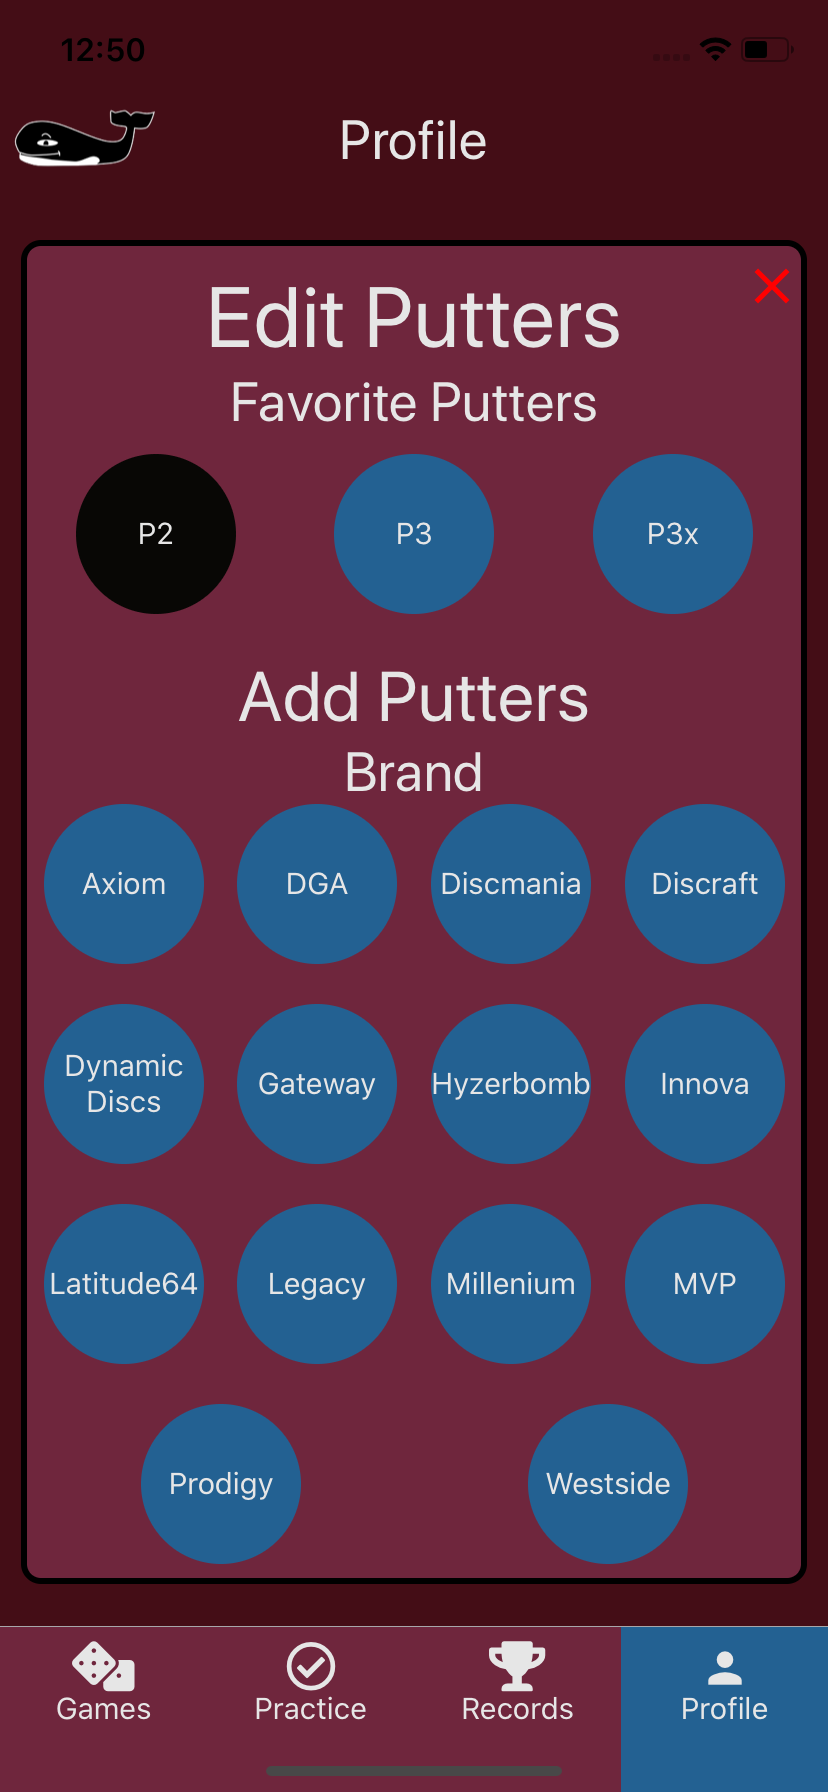 12:50
Profile
Edit Putters
Favorite Putters
P2
P3
P3x
Add Putters
Brand
Axiom
DGA
Discmania
Discraft
Dynamic
Discs
Gateway
Hyzerbomb
Innova
Latitude64
Legacy
Millenium
MVP
Prodigy
Westside
Games
Practice
Records
Profile